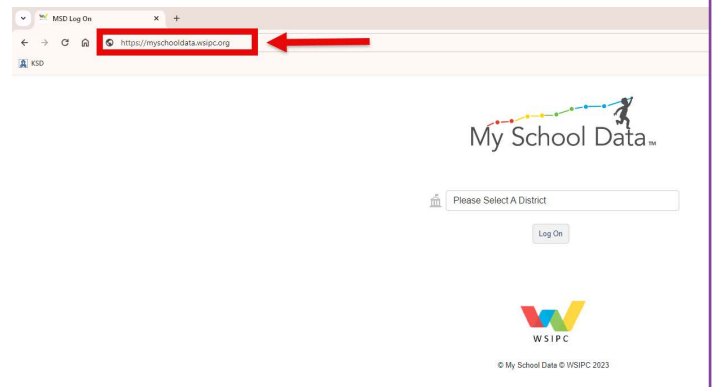 MSD Log On
https://myschooldata.wsipc.org
KSD
My School Data™
Please Select A District
Log On
WSIPC
© My School Data © WSIPC 2023